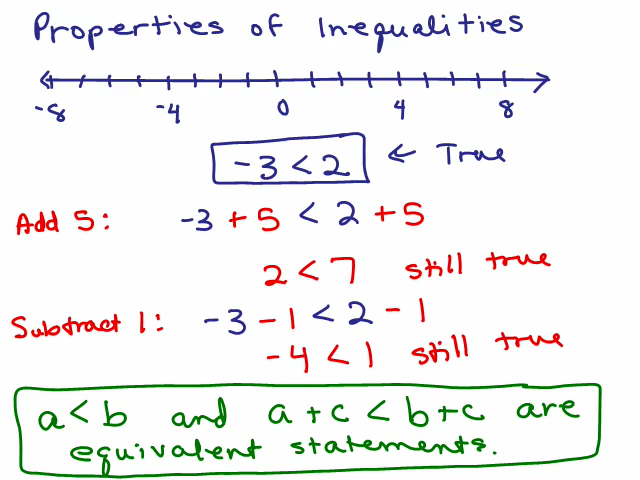 Properties of Inequalities
-8 -4 0 4 8
-3 < 2 ← True
Add 5: -3 + 5 < 2 + 5
2 < 7 still true
Subtract 1: -3 - 1 < 2 - 1
-4 < 1 still true
a < b and a + c < b + c are
equivalent statements.